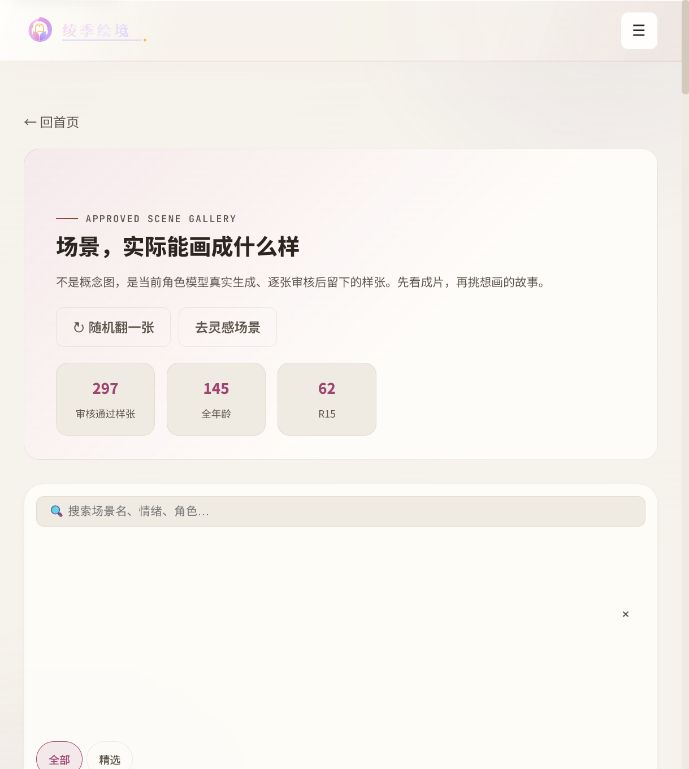 绫季绘境
☰
← 回首页
APPROVED SCENE GALLERY
场景，实际能画成什么样
不是概念图，是当前角色模型真实生成、逐张审核后留下的样张。先看成片，再挑想画的故事。
↻ 随机翻一张 去灵感场景
297 145 62
审核通过样张 全年龄 R15
🔍 搜索场景名、情绪、角色…
×
全部 精选